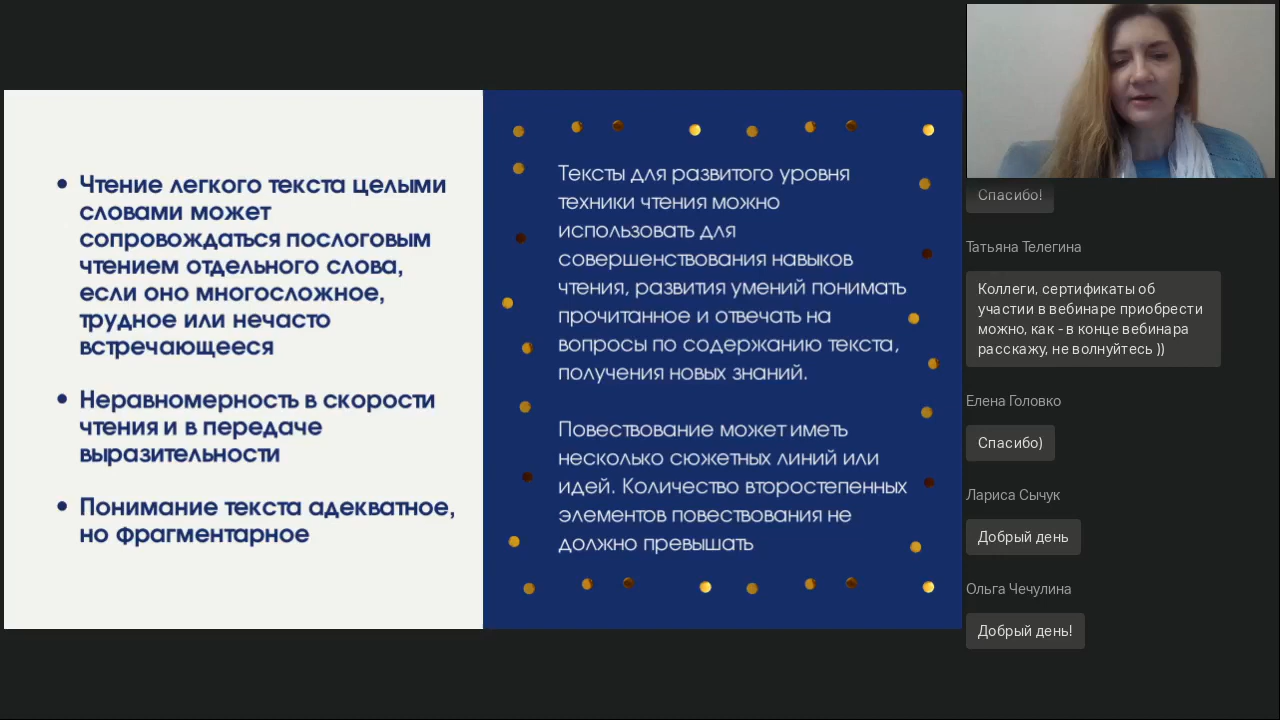 • Чтение легкого текста целыми
словами может
сопровождаться послоговым
чтением отдельного слова,
если оно многосложное,
трудное или нечасто
встречающееся
• Неравномерность в скорости
чтения и в передаче
выразительности
• Понимание текста адекватное,
но фрагментарное
Тексты для развитого уровня
техники чтения можно
использовать для
совершенствования навыков
чтения, развития умений понимать
прочитанное и отвечать на
вопросы по содержанию текста,
получения новых знаний.
Повествование может иметь
несколько сюжетных линий или
идей. Количество второстепенных
элементов повествования не
должно превышать
Спасибо!
Татьяна Телегина
Коллеги, сертификаты об
участии в вебинаре приобрести
можно, как - в конце вебинара
расскажу, не волнуйтесь ))
Елена Головко
Спасибо)
Лариса Сычук
Добрый день
Ольга Чечулина
Добрый день!